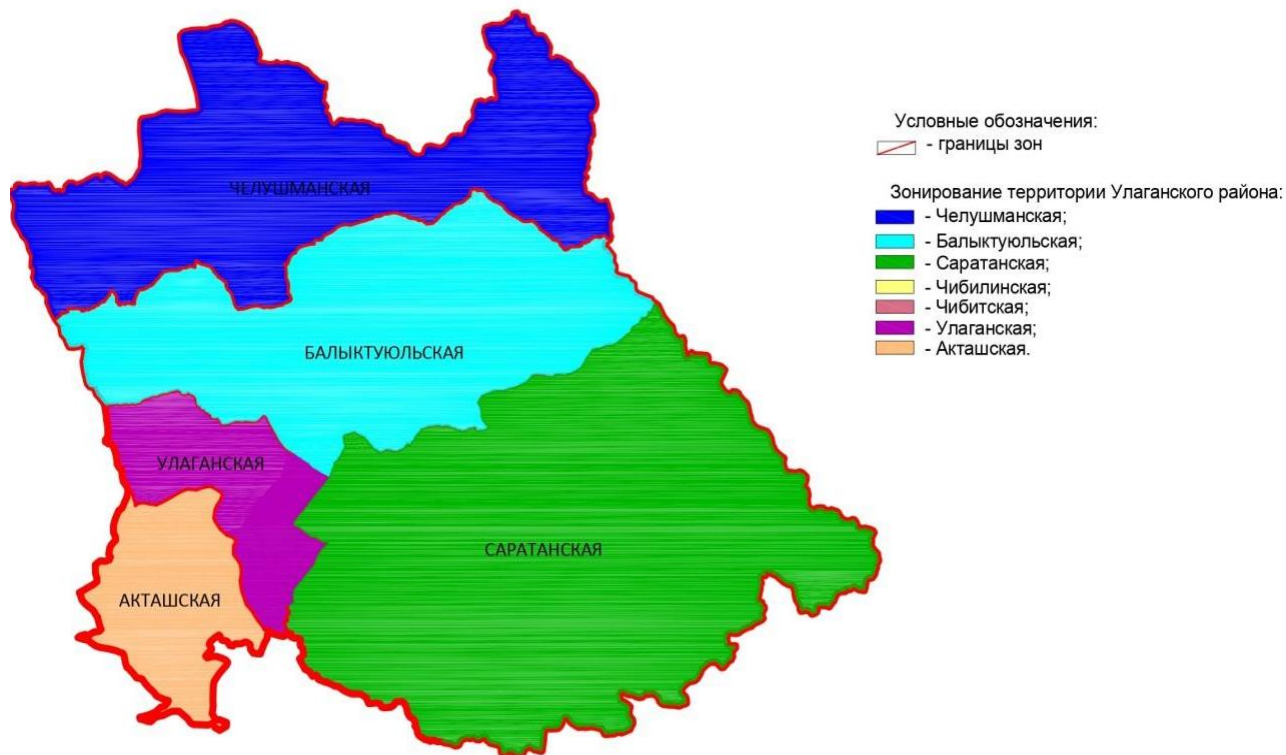 ЧЕЛУШМАНСКАЯ
БАЛЫКТУЮЛЬСКАЯ
УЛАГАНСКАЯ
САРАТАНСКАЯ
АКТАШСКАЯ
Условные обозначения:
- границы зон
Зонирование территории Улаганского района:
- Челушманская;
- Балыктуюльская;
- Саратанская;
- Чибилинская;
- Чибитская;
- Улаганская;
- Акташская.